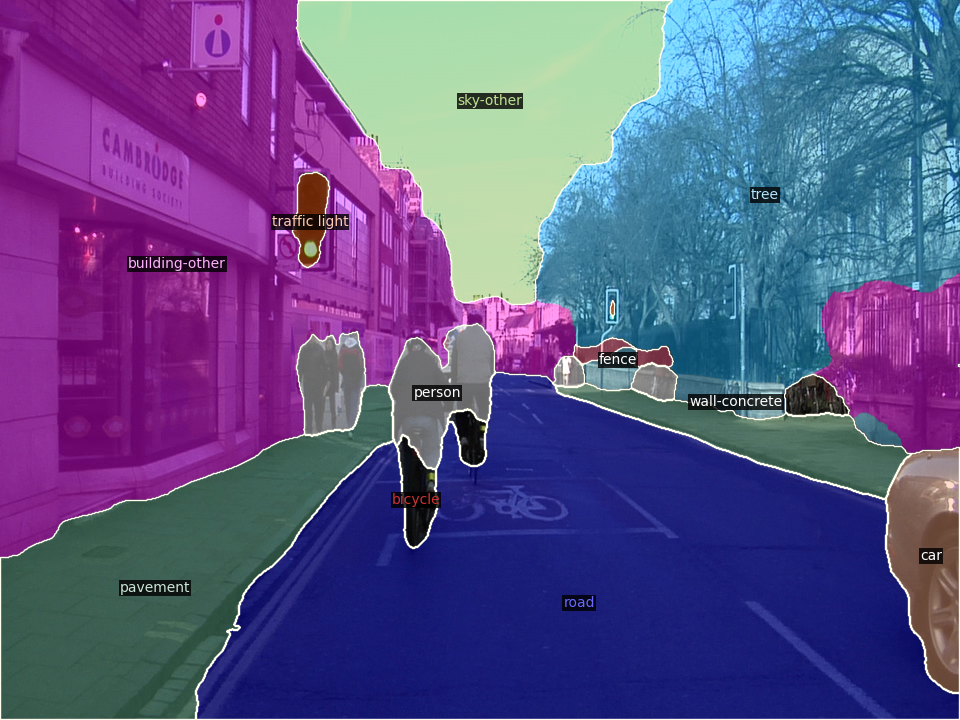 CAMBRIDGE
BUILDING SOCIETY
sky-other
tree
traffic light
building-other
fence
person
wall-concrete
bicycle
car
pavement
road